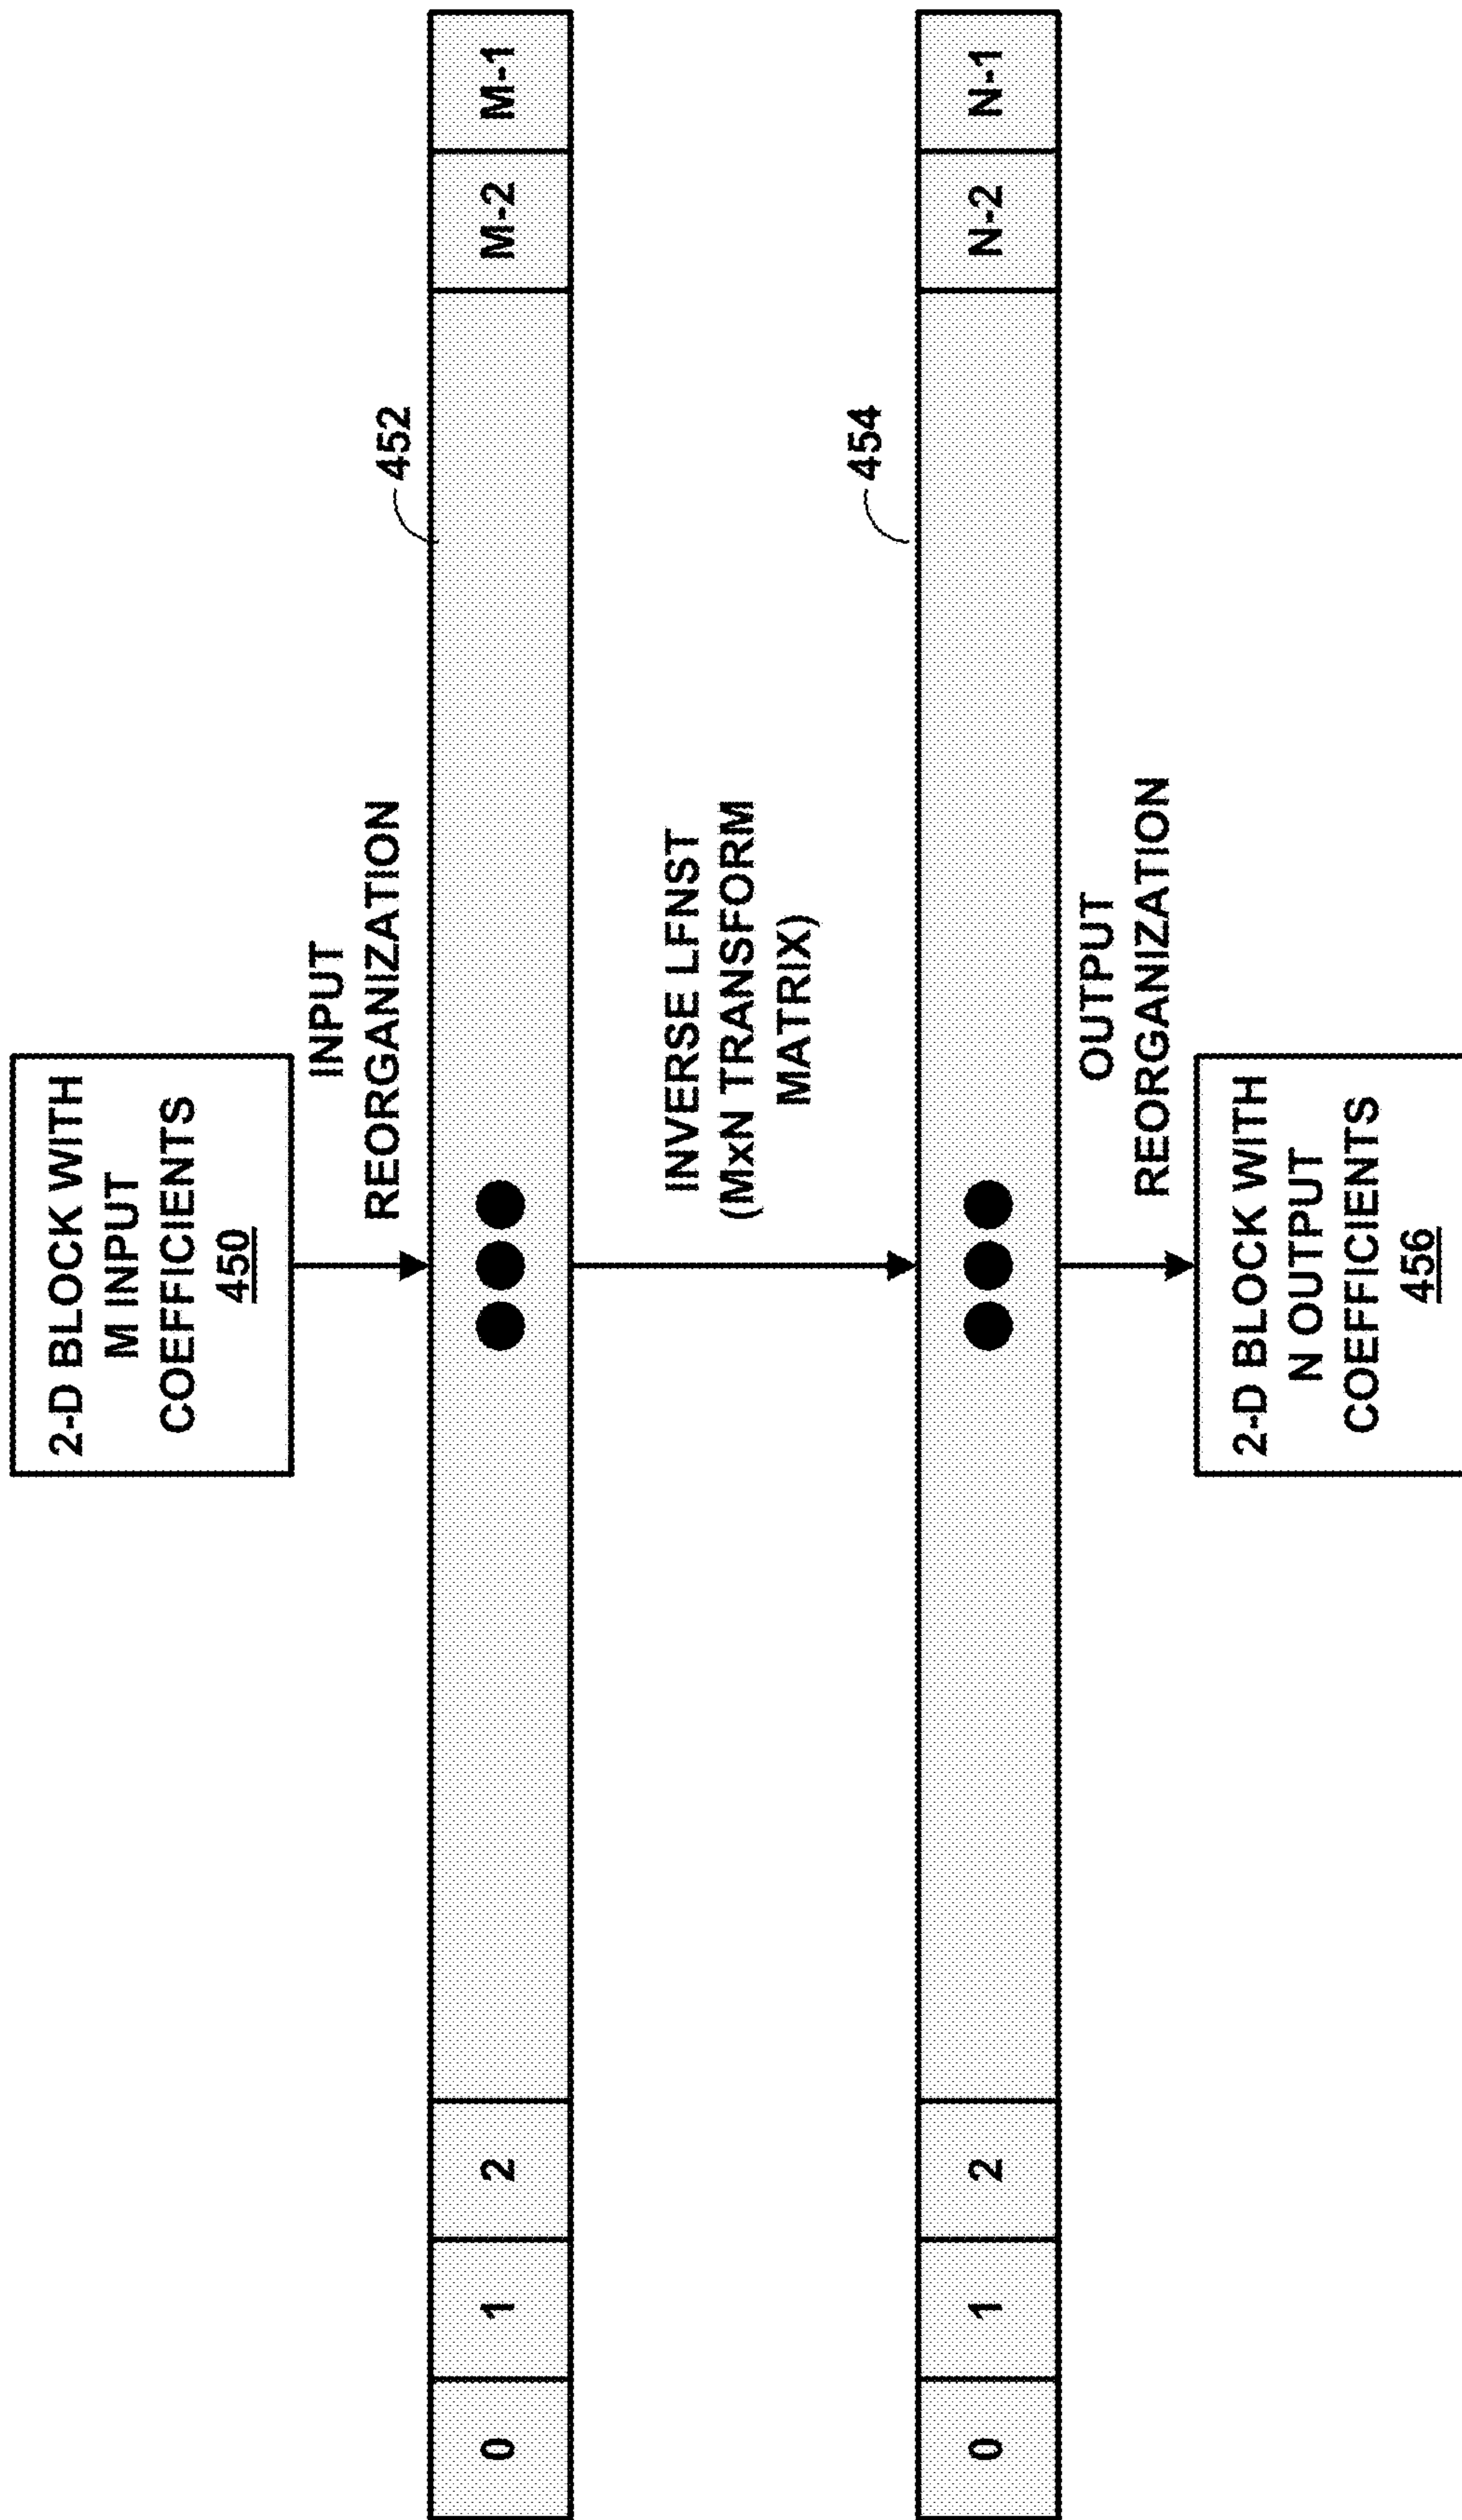 2-D BLOCK WITH
M INPUT
COEFFICIENTS
450
INPUT
REORGANIZATION
452
0 1 2 M-2 M-1
INVERSE LFNST
(MxN TRANSFORM
MATRIX)
454
0 1 2 N-2 N-1
OUTPUT
REORGANIZATION
2-D BLOCK WITH
N OUTPUT
COEFFICIENTS
456